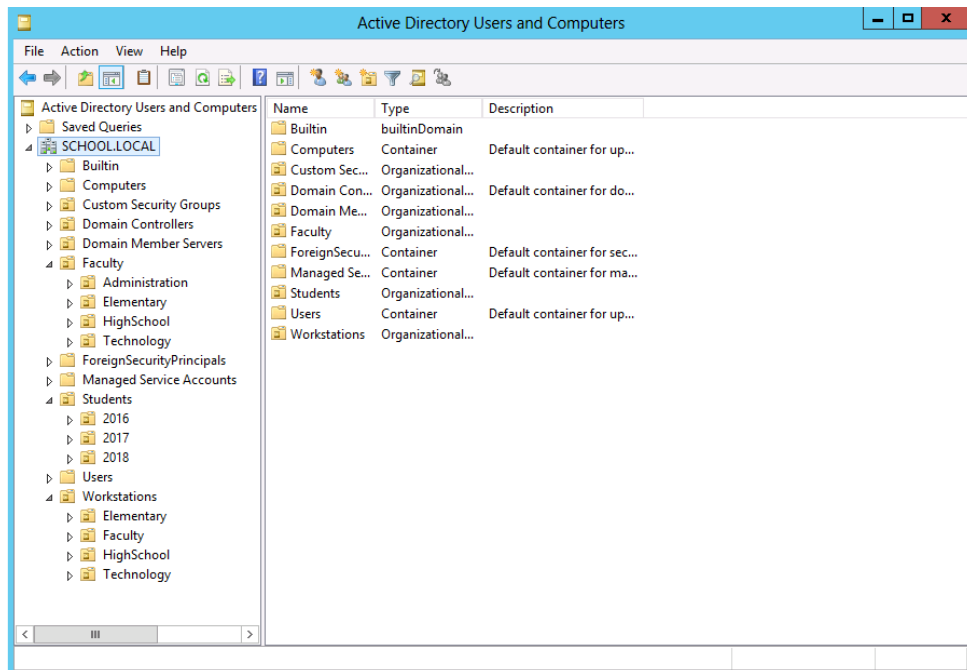 Active Directory Users and Computers
x
File Action View Help
?
Active Directory Users and Computers
Saved Queries
SCHOOL.LOCAL
Builtin
Computers
Custom Security Groups
Domain Controllers
Domain Member Servers
Faculty
Administration
Elementary
HighSchool
Technology
ForeignSecurityPrincipals
Managed Service Accounts
Students
2016
2017
2018
Users
Workstations
Elementary
Faculty
HighSchool
Technology
Name Type Description
Builtin builtinDomain
Computers Container Default container for up...
Custom Sec... Organizational...
Domain Con... Organizational... Default container for do...
Domain Me... Organizational...
Faculty Organizational...
ForeignSecu... Container Default container for sec...
Managed Se... Container Default container for ma...
Students Organizational...
Users Container Default container for up...
Workstations Organizational...